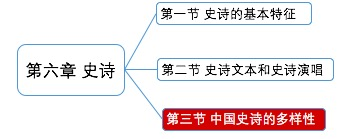 第六章 史诗
第一节 史诗的基本特征
第二节 史诗文本和史诗演唱
第三节 中国史诗的多样性